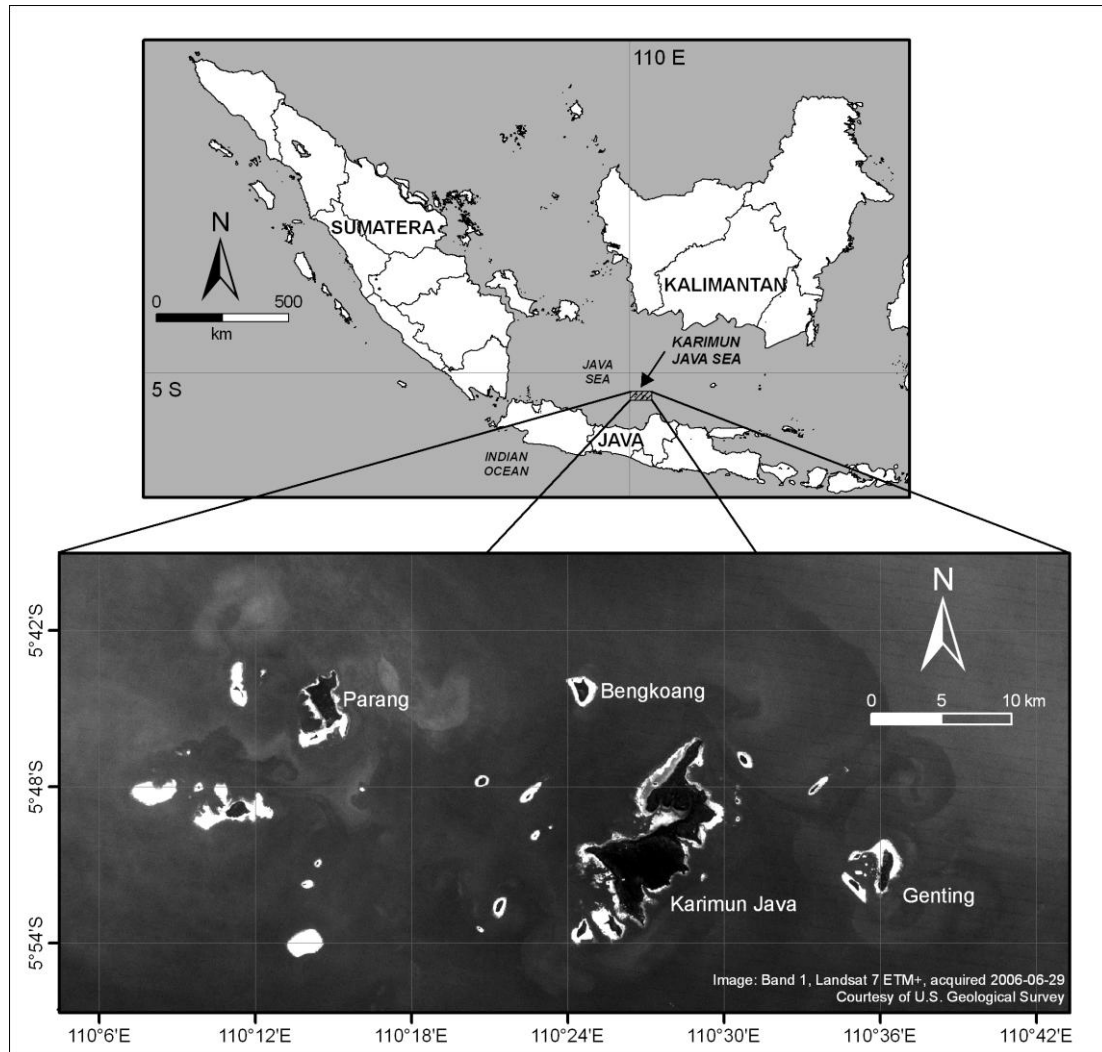 110 E
SUMATERA
N
0 500
km
KALIMANTAN
KARIMUN
JAVA SEA
JAVA
SEA
5 S
JAVA
INDIAN
OCEAN
N
5°42'S
Parang
Bengkoang
0 5 10 km
5°48'S
Karimun Java
Genting
5°54'S
Image: Band 1, Landsat 7 ETM+, acquired 2006-06-29
Courtesy of U.S. Geological Survey
110°6'E 110°12'E 110°18'E 110°24'E 110°30'E 110°36'E 110°42'E